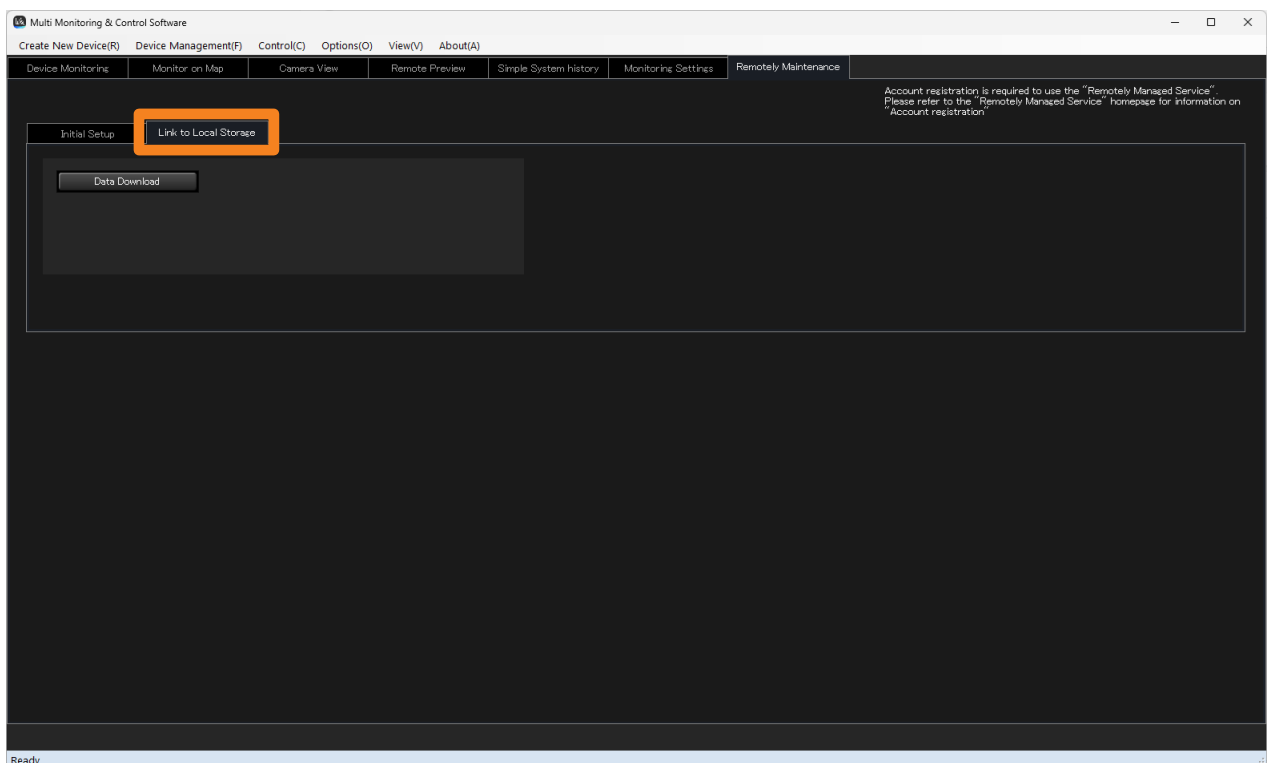 Multi Monitoring & Control Software
Create New Device(R) Device Management(F) Control(C) Options(O) View(V) About(A)
Device Monitoring Monitor on Map Camera View Remote Preview Simple System history Monitoring Settings Remotely Maintenance
Account registration is required to use the "Remotely Managed Service".
Please refer to the "Remotely Managed Service" homepage for information on
"Account registration"
Initial Setup Link to Local Storage
Data Download
Ready